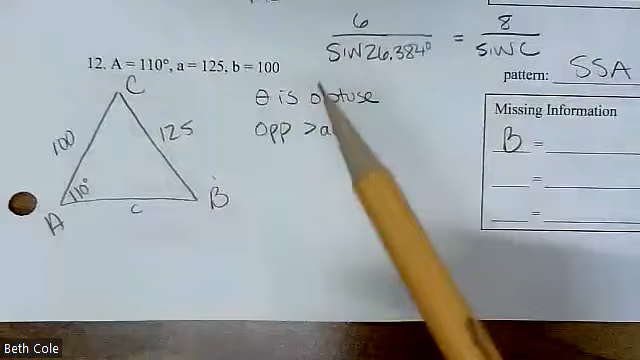 6 / SIN 26.384° = 8 / SIN C
12. A = 110°, a = 125, b = 100
pattern: SSA
θ is obtuse
opp > a
Missing Information
B =
=
=
C
100
125
110°
A
c
B
Beth Cole